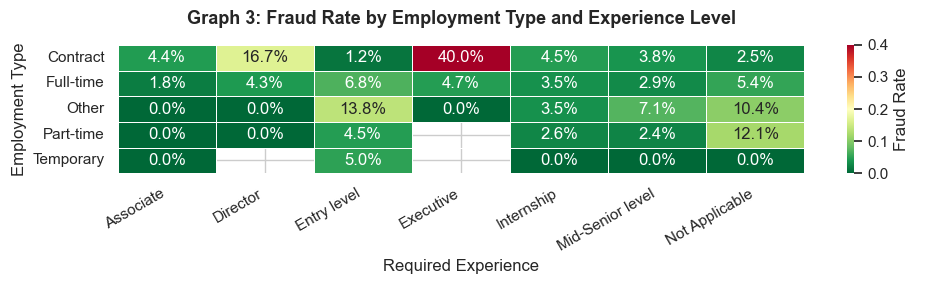 Graph 3: Fraud Rate by Employment Type and Experience Level
Employment Type
Contract 4.4% 16.7% 1.2% 40.0% 4.5% 3.8% 2.5%
Full-time 1.8% 4.3% 6.8% 4.7% 3.5% 2.9% 5.4%
Other 0.0% 0.0% 13.8% 0.0% 3.5% 7.1% 10.4%
Part-time 0.0% 0.0% 4.5% 2.6% 2.4% 12.1%
Temporary 0.0% 5.0% 0.0% 0.0% 0.0%
Associate Director Entry level Executive Internship Mid-Senior level Not Applicable
Required Experience
0.4
0.3
0.2
0.1
0.0
Fraud Rate